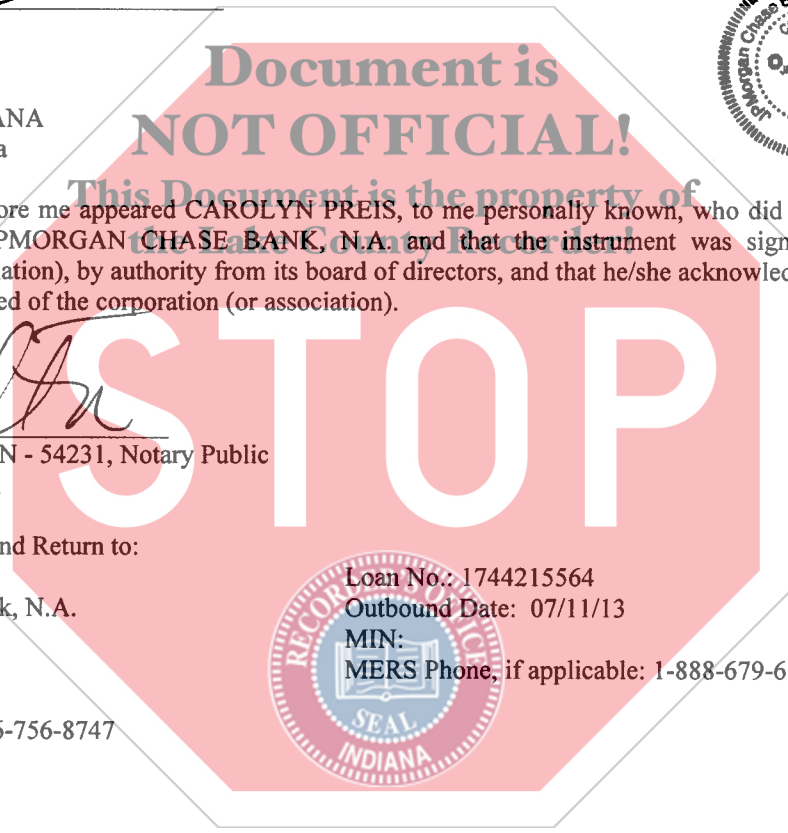 Document is
NOT OFFICIAL!
This Document is the property of
the Lake County Recorder!
JPMorgan Chase
ANA
a
ore me appeared CAROLYN PREIS, to me personally known, who did
PMORGAN CHASE BANK, N.A. and that the instrument was sign
ation), by authority from its board of directors, and that he/she acknowled
ed of the corporation (or association).
STOP
N - 54231, Notary Public
nd Return to:
k, N.A.
Loan No.: 1744215564
Outbound Date: 07/11/13
MIN:
MERS Phone, if applicable: 1-888-679-6
6-756-8747
RECORDER'S OFFICE
SEAL
INDIANA